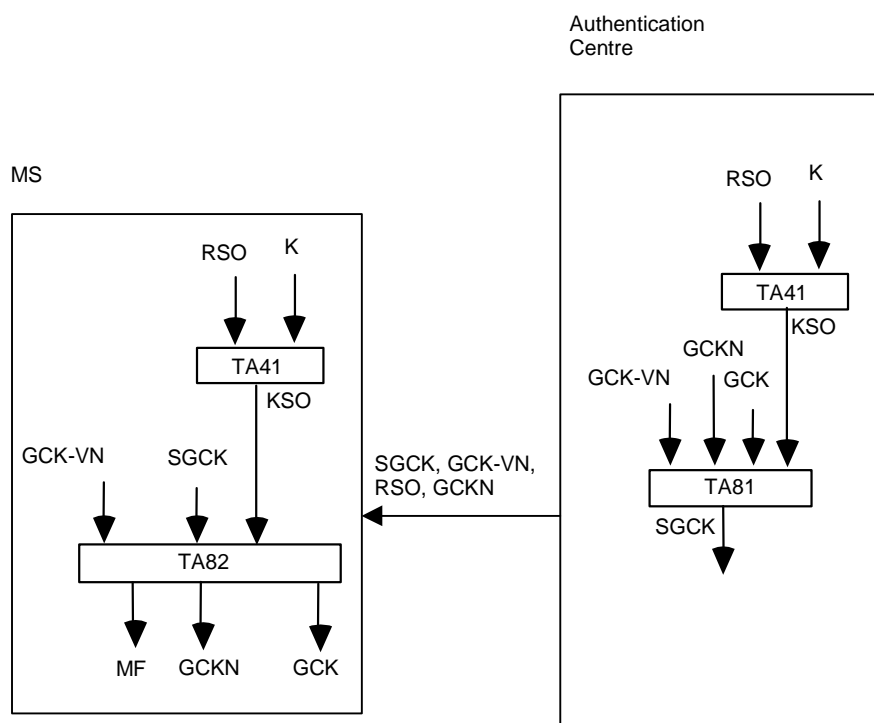 Authentication
Centre
MS
RSO K
TA41
KSO
GCK-VN SGCK
TA82
MF GCKN GCK
SGCK, GCK-VN,
RSO, GCKN
RSO K
TA41
KSO
GCKN
GCK-VN GCK
TA81
SGCK